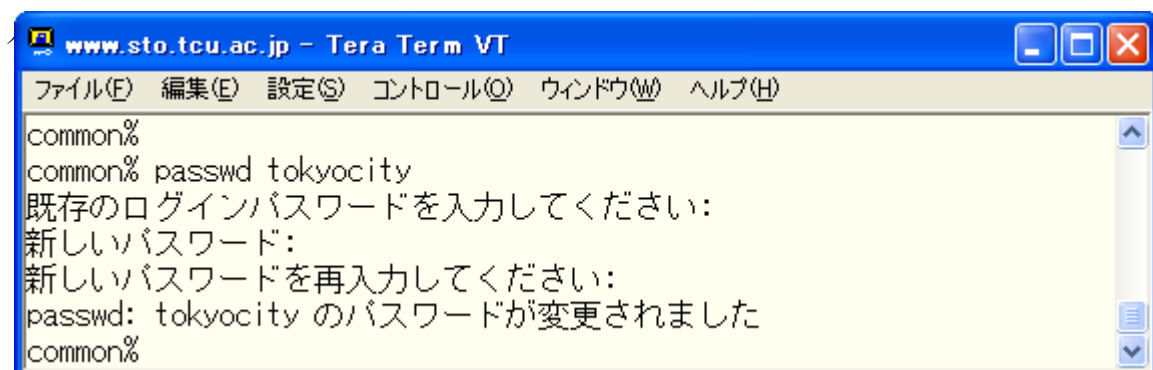 www.sto.tcu.ac.jp - Tera Term VT
ファイル(F) 編集(E) 設定(S) コントロール(O) ウィンドウ(W) ヘルプ(H)
common%
common% passwd tokyocity
既存のログインパスワードを入力してください:
新しいパスワード:
新しいパスワードを再入力してください:
passwd: tokyocity のパスワードが変更されました
common%